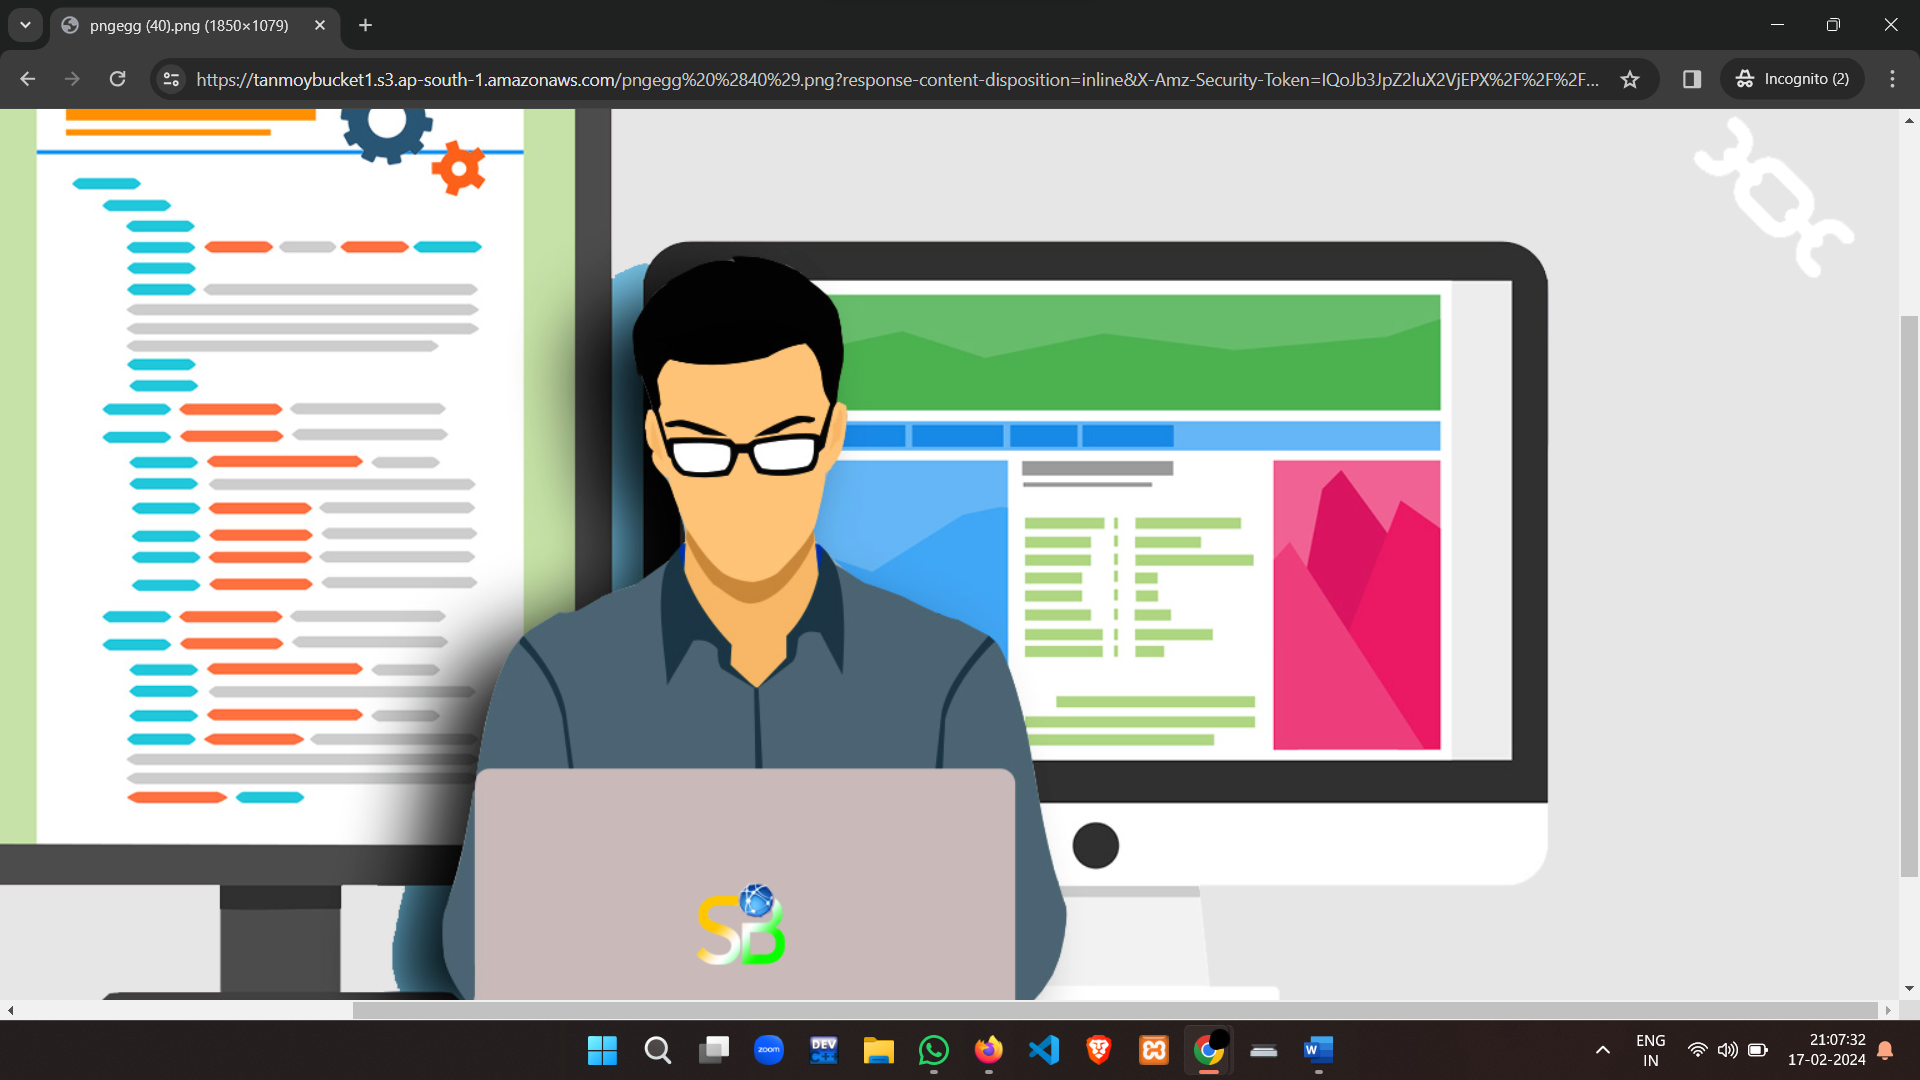 pngegg (40).png (1850×1079)
https://tanmoybucket1.s3.ap-south-1.amazonaws.com/pngegg%20%2840%29.png?response-content-disposition=inline&X-Amz-Security-Token=IQoJb3JpZ2luX2VjEPX%2F%2F%2F...
Incognito (2)
SB
zoom
DEV
C++
W
ENG
IN
21:07:32
17-02-2024